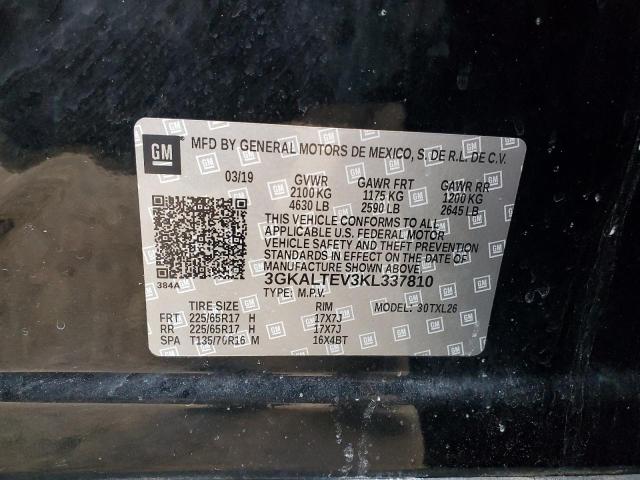 GM
MFD BY GENERAL MOTORS DE MEXICO, S. DE R.L. DE C.V.
03/19 GVWR GAWR FRT GAWR RR
2100 KG 1175 KG 1200 KG
4630 LB 2590 LB 2645 LB
THIS VEHICLE CONFORMS TO ALL
APPLICABLE U.S. FEDERAL MOTOR
VEHICLE SAFETY AND THEFT PREVENTION
STANDARDS IN EFFECT ON THE DATE OF
MANUFACTURE SHOWN ABOVE.
384A
3GKALTEV3KL337810
TYPE: M.P.V. MODEL: 30TXL26
TIRE SIZE RIM
FRT 225/65R17 H 17X7J
RR 225/65R17 H 17X7J
SPA T135/70R16 M 16X4BT